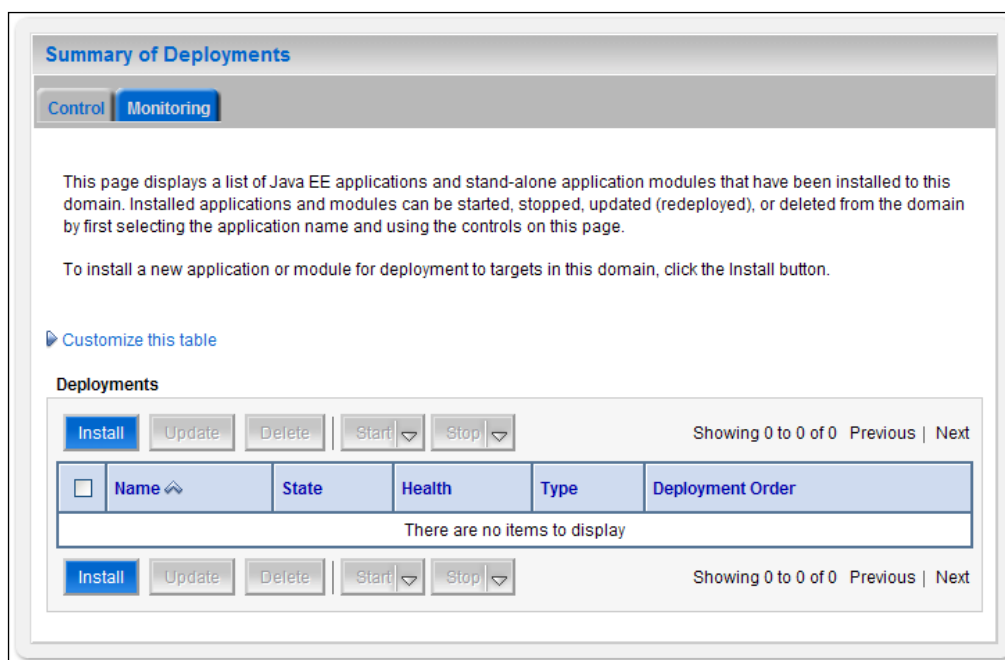 Summary of Deployments
Control Monitoring
This page displays a list of Java EE applications and stand-alone application modules that have been installed to this
domain. Installed applications and modules can be started, stopped, updated (redeployed), or deleted from the domain
by first selecting the application name and using the controls on this page.
To install a new application or module for deployment to targets in this domain, click the Install button.
Customize this table
Deployments
Install Update Delete Start Stop Showing 0 to 0 of 0 Previous | Next
Name State Health Type Deployment Order
There are no items to display
Install Update Delete Start Stop Showing 0 to 0 of 0 Previous | Next